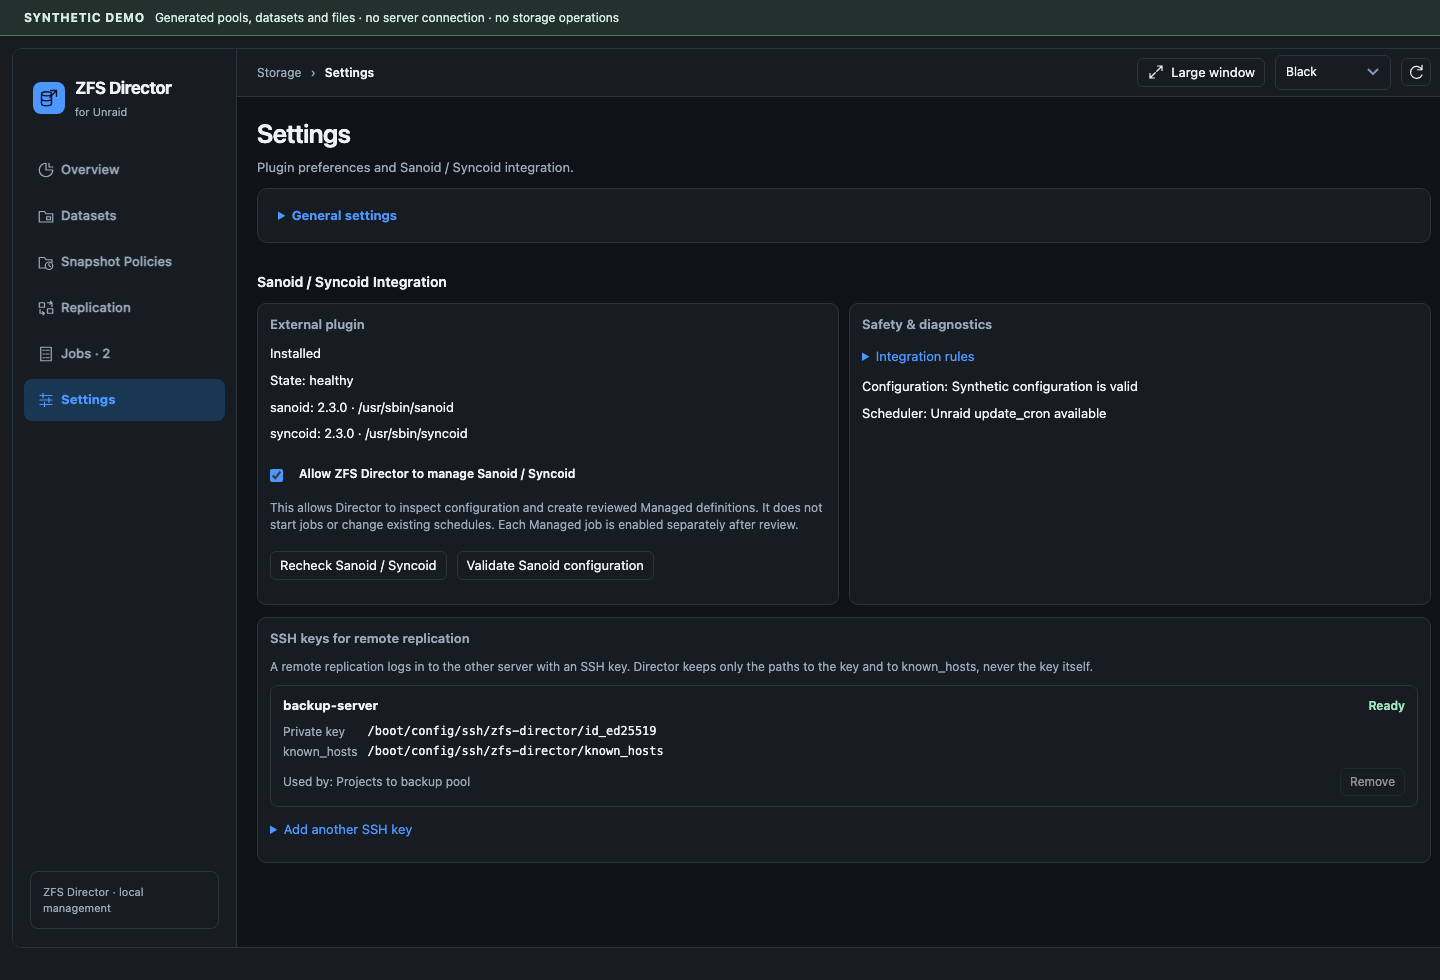 SYNTHETIC DEMO Generated pools, datasets and files · no server connection · no storage operations
ZFS Director
for Unraid
Overview
Datasets
Snapshot Policies
Replication
Jobs · 2
Settings
ZFS Director · local
management
Storage › Settings
Large window
Black
Settings
Plugin preferences and Sanoid / Syncoid integration.
General settings
Sanoid / Syncoid Integration
External plugin
Installed
State: healthy
sanoid: 2.3.0 · /usr/sbin/sanoid
syncoid: 2.3.0 · /usr/sbin/syncoid
Allow ZFS Director to manage Sanoid / Syncoid
This allows Director to inspect configuration and create reviewed Managed definitions. It does not
start jobs or change existing schedules. Each Managed job is enabled separately after review.
Recheck Sanoid / Syncoid
Validate Sanoid configuration
Safety & diagnostics
Integration rules
Configuration: Synthetic configuration is valid
Scheduler: Unraid update_cron available
SSH keys for remote replication
A remote replication logs in to the other server with an SSH key. Director keeps only the paths to the key and to known_hosts, never the key itself.
backup-server
Ready
Private key /boot/config/ssh/zfs-director/id_ed25519
known_hosts /boot/config/ssh/zfs-director/known_hosts
Used by: Projects to backup pool
Remove
Add another SSH key